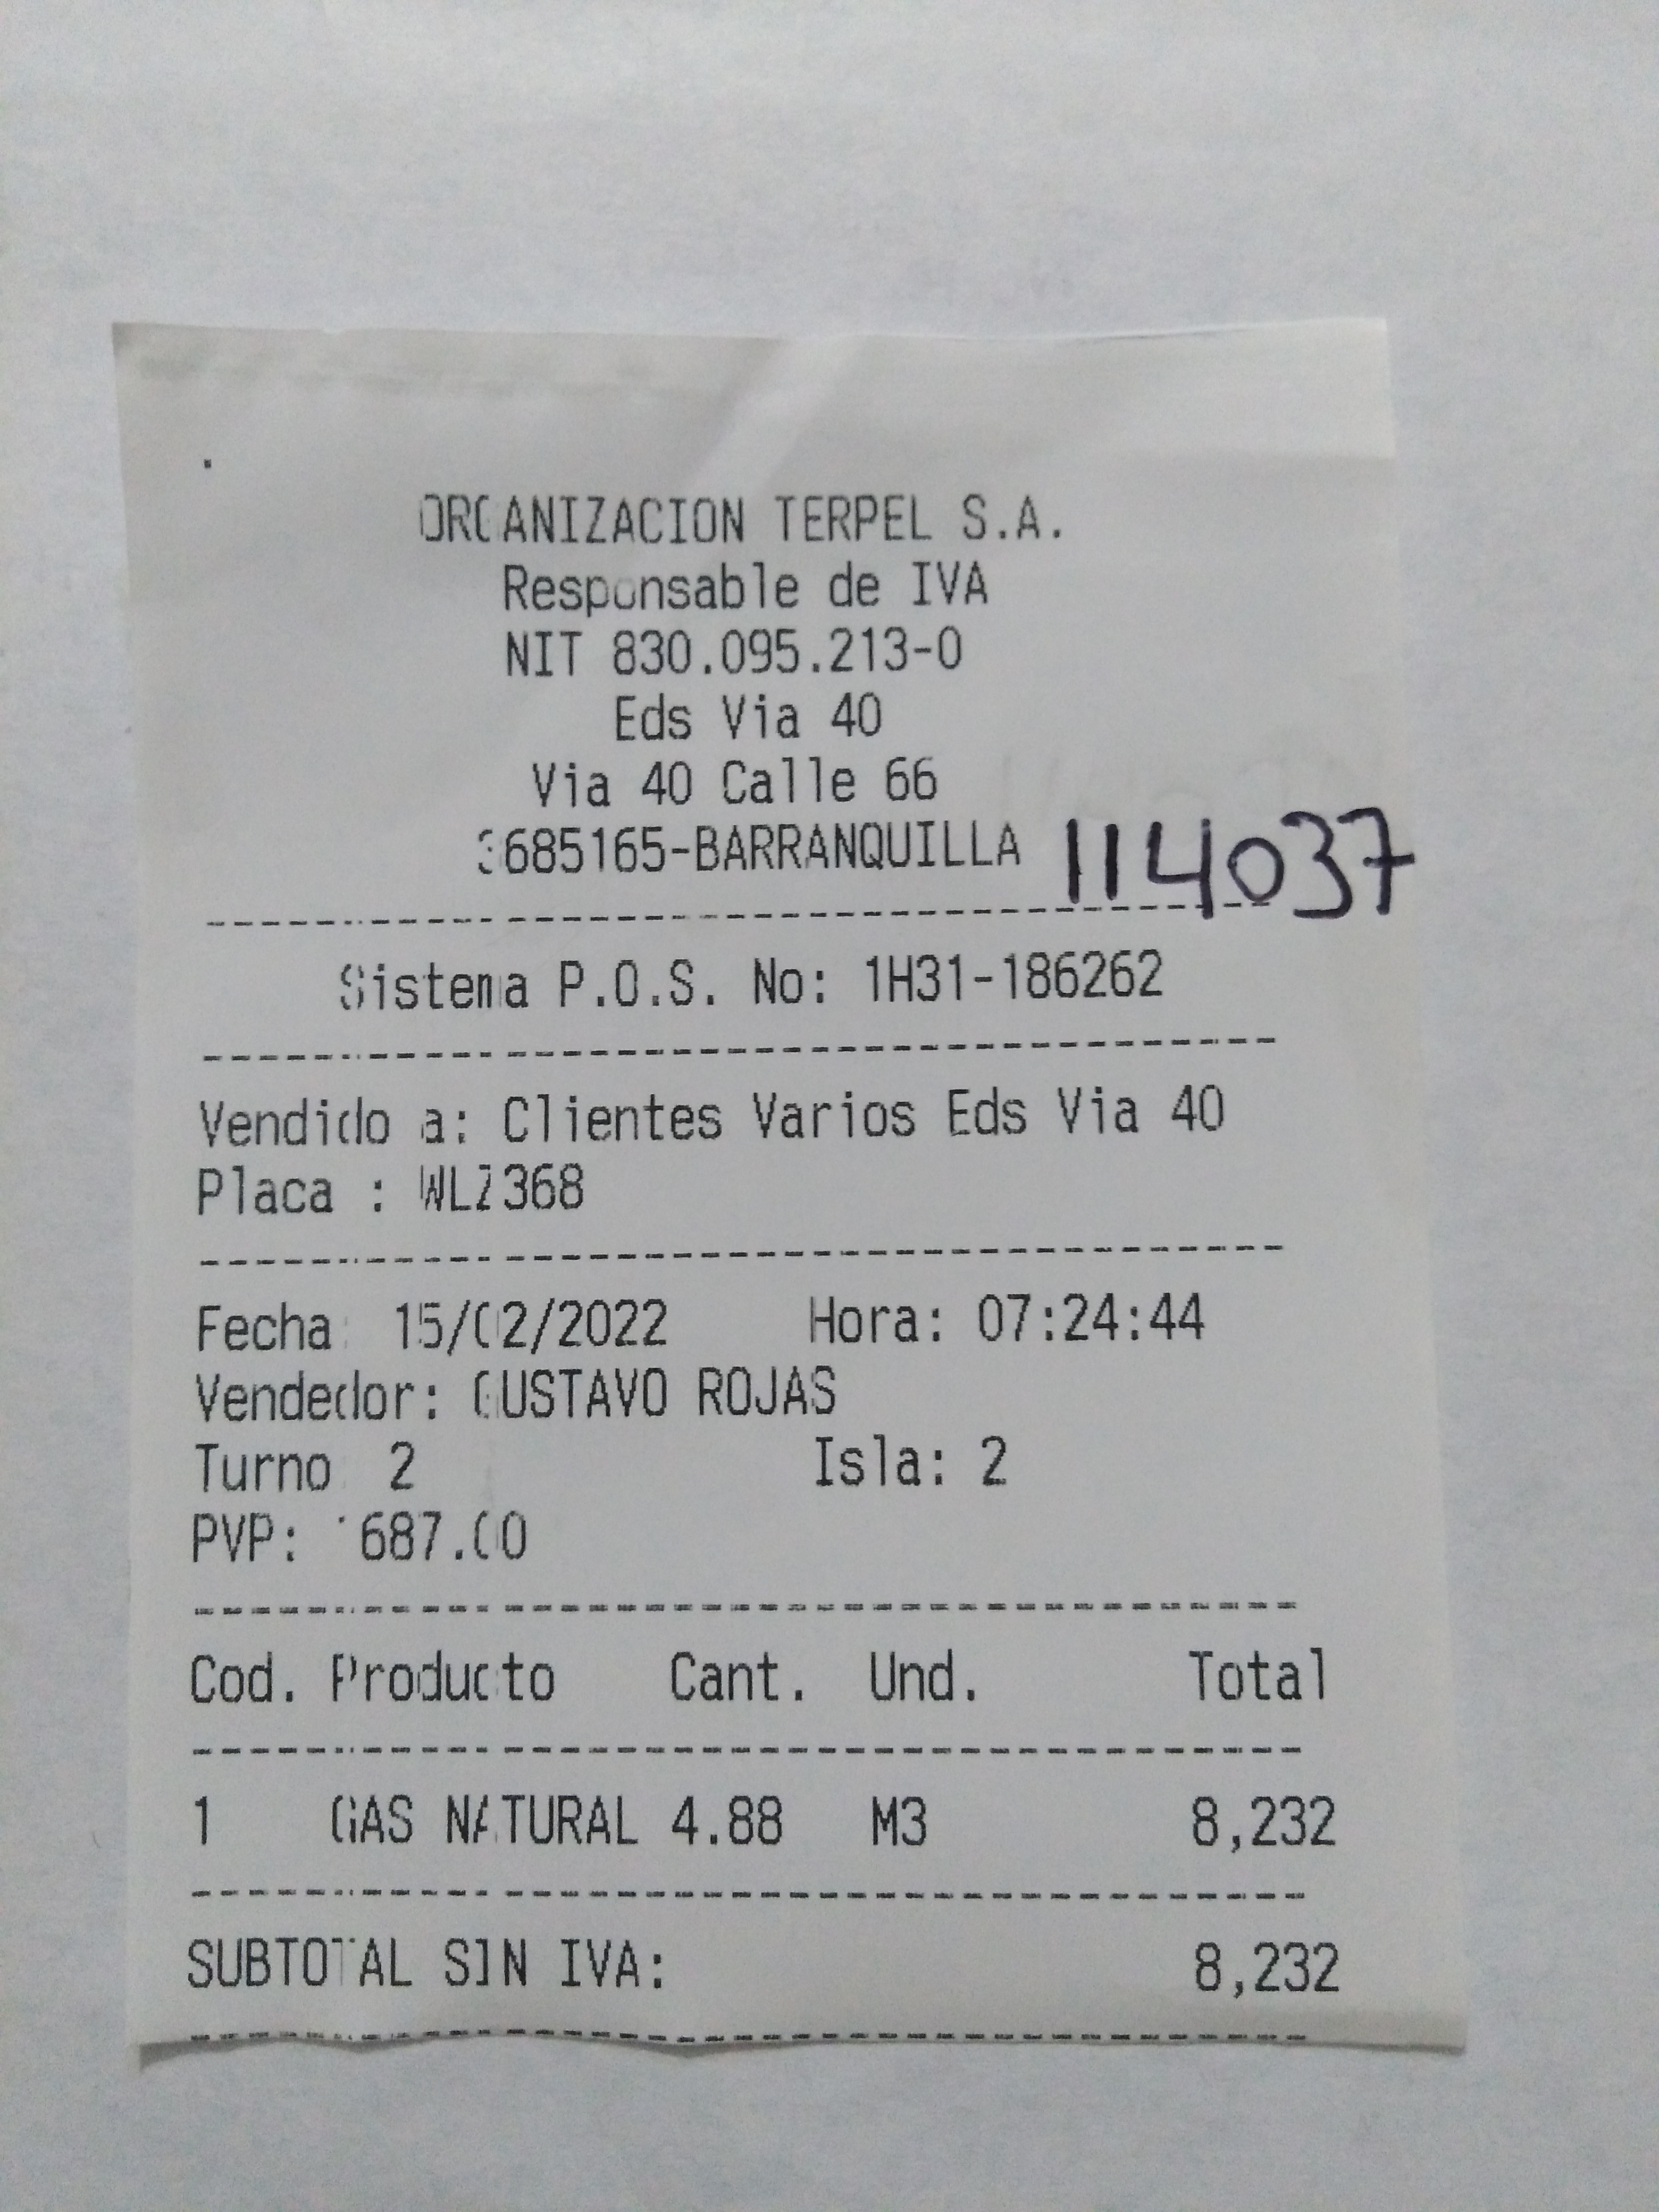 ORGANIZACION TERPEL S.A.
Responsable de IVA
NIT 830.095.213-0
Eds Via 40
Via 40 Calle 66
3685165-BARRANQUILLA 114037
Sistema P.O.S. No: 1H31-186262
Vendido a: Clientes Varios Eds Via 40
Placa : WLZ368
Fecha: 15/02/2022 Hora: 07:24:44
Vendedor: GUSTAVO ROJAS
Turno: 2 Isla: 2
PVP: 1687.00
Cod. Producto Cant. Und. Total
1 GAS NATURAL 4.88 M3 8,232
SUBTOTAL SIN IVA: 8,232